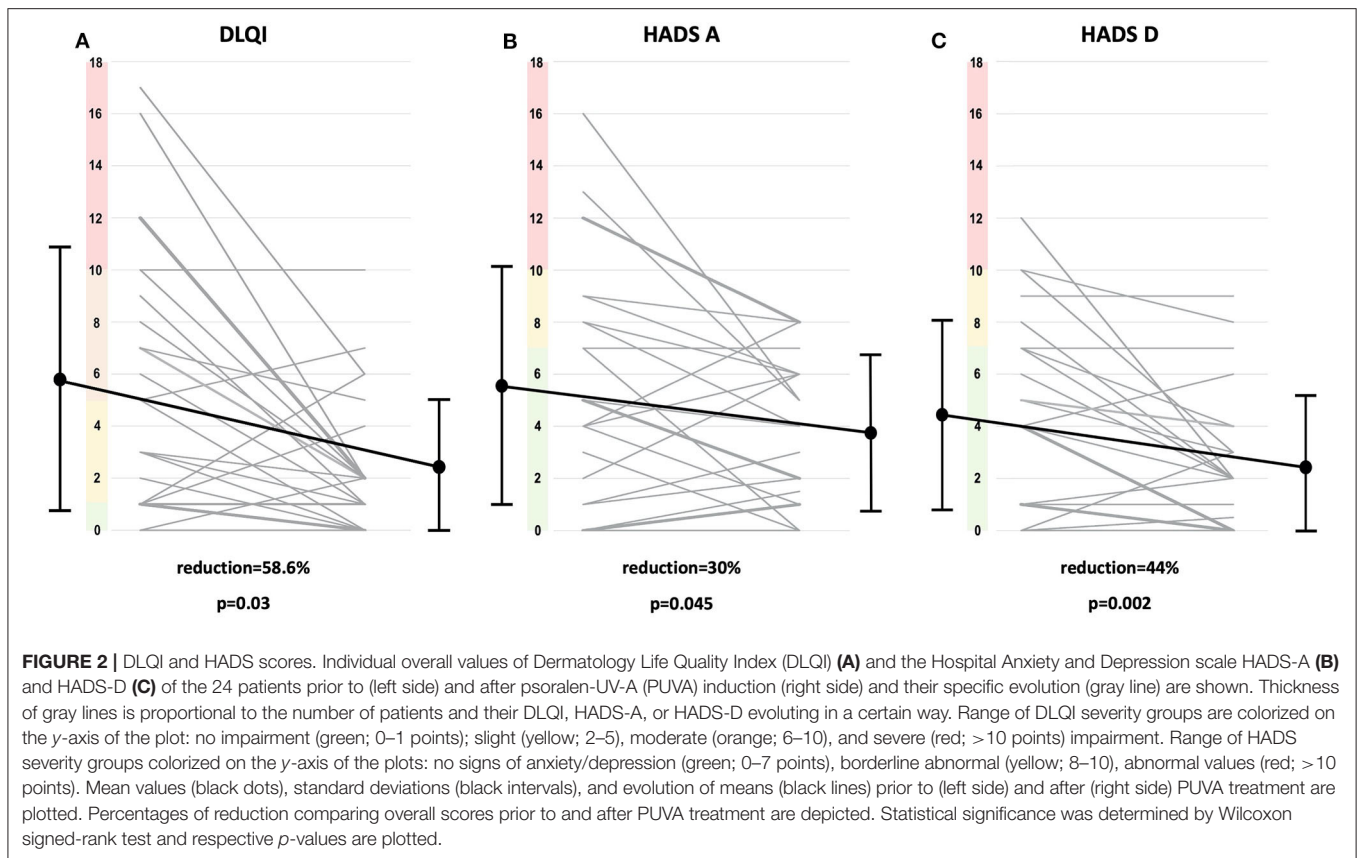 A DLQI
18
16
14
12
10
8
6
4
2
0
reduction=58.6%
p=0.03
B HADS A
18
16
14
12
10
8
6
4
2
0
reduction=30%
p=0.045
C HADS D
18
16
14
12
10
8
6
4
2
0
reduction=44%
p=0.002
FIGURE 2 | DLQI and HADS scores. Individual overall values of Dermatology Life Quality Index (DLQI) (A) and the Hospital Anxiety and Depression scale HADS-A (B)
and HADS-D (C) of the 24 patients prior to (left side) and after psoralen-UV-A (PUVA) induction (right side) and their specific evolution (gray line) are shown. Thickness
of gray lines is proportional to the number of patients and their DLQI, HADS-A, or HADS-D evoluting in a certain way. Range of DLQI severity groups are colorized on
the y-axis of the plot: no impairment (green; 0–1 points); slight (yellow; 2–5), moderate (orange; 6–10), and severe (red; >10 points) impairment. Range of HADS
severity groups colorized on the y-axis of the plots: no signs of anxiety/depression (green; 0–7 points), borderline abnormal (yellow; 8–10), abnormal values (red; >10
points). Mean values (black dots), standard deviations (black intervals), and evolution of means (black lines) prior to (left side) and after (right side) PUVA treatment are
plotted. Percentages of reduction comparing overall scores prior to and after PUVA treatment are depicted. Statistical significance was determined by Wilcoxon
signed-rank test and respective p-values are plotted.